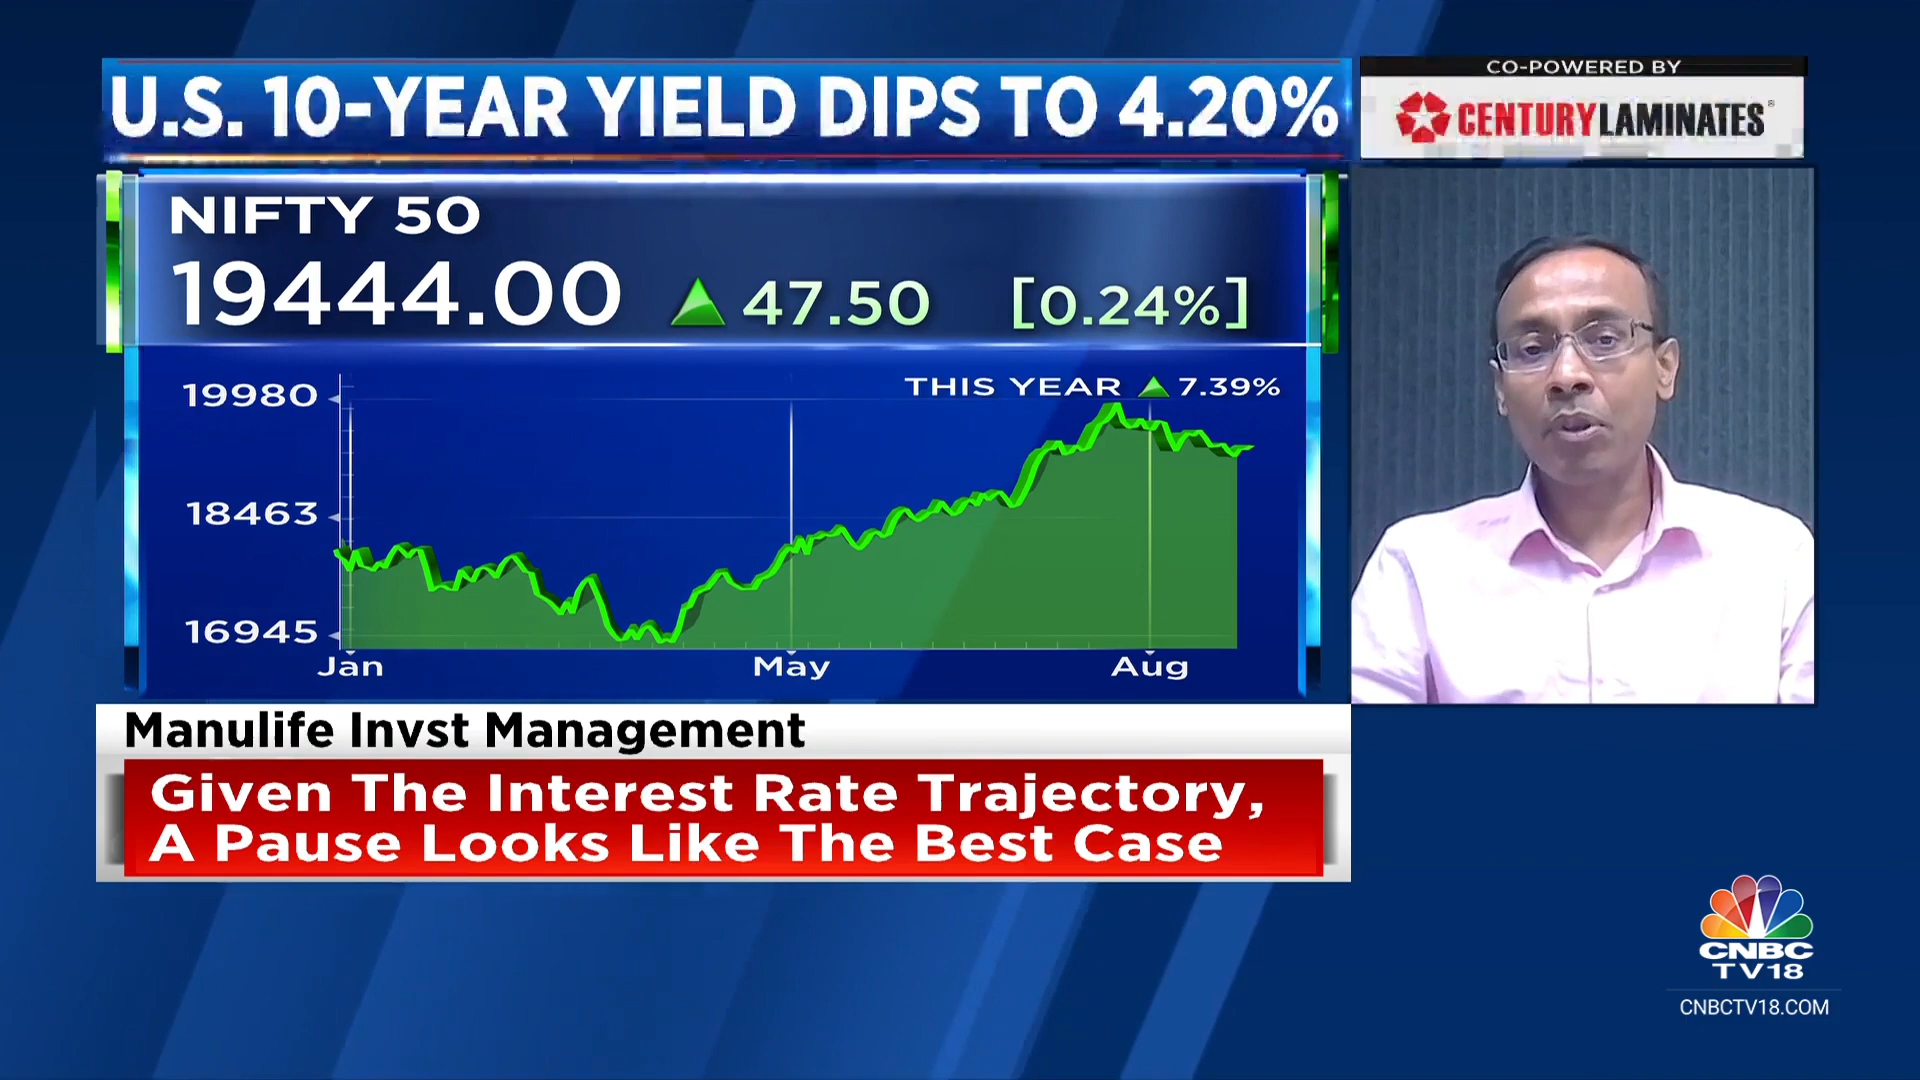 U.S. 10-YEAR YIELD DIPS TO 4.20%
CO-POWERED BY
CENTURYLAMINATES®
NIFTY 50
19444.00 ▲ 47.50 [0.24%]
THIS YEAR ▲ 7.39%
19980
18463
16945
Jan May Aug
Manulife Invst Management
Given The Interest Rate Trajectory,
A Pause Looks Like The Best Case
CNBC
TV18
CNBCTV18.COM